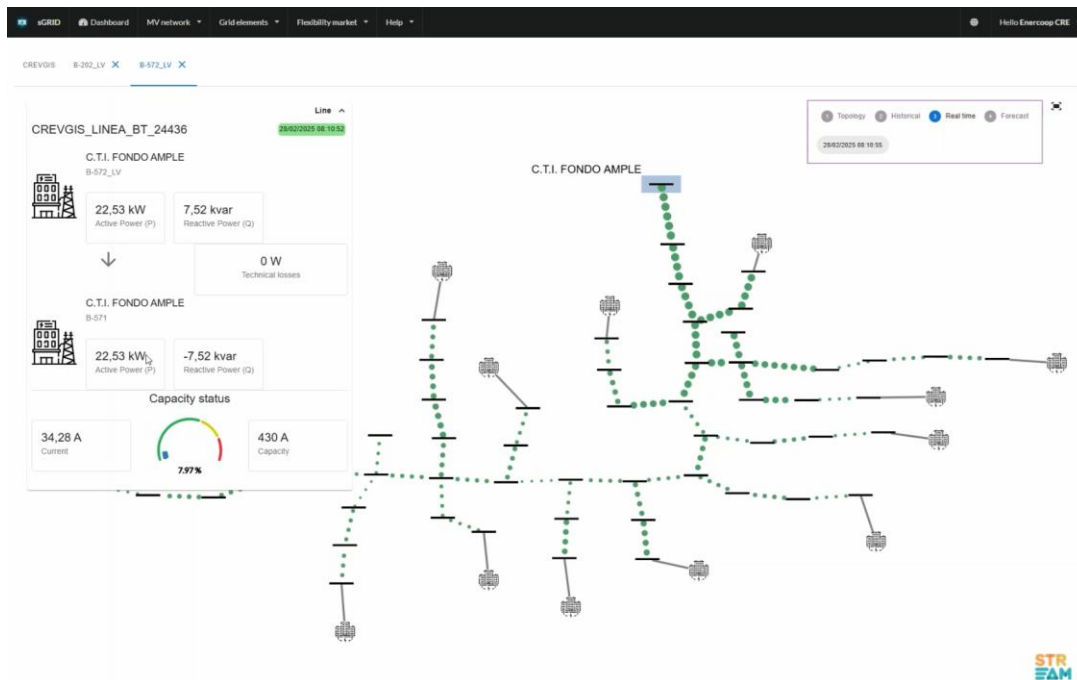 sGRID Dashboard MV network Grid elements Flexibility market Help Hello Enercoop CRE
CREVGIS B-202_LV X B-572_LV X
Line
CREVGIS_LINEA_BT_24436 28/02/2025 08:10:52
C.T.I. FONDO AMPLE
B-572_LV
22,53 kW 7,52 kvar
Active Power (P) Reactive Power (Q)
0 W
Technical losses
C.T.I. FONDO AMPLE
B-571
22,53 kW -7,52 kvar
Active Power (P) Reactive Power (Q)
Capacity status
34,28 A 430 A
Current Capacity
7.97%
1 Topology 2 Historical 3 Real time 4 Forecast
28/02/2025 08:10:55
C.T.I. FONDO AMPLE
STR
EAM